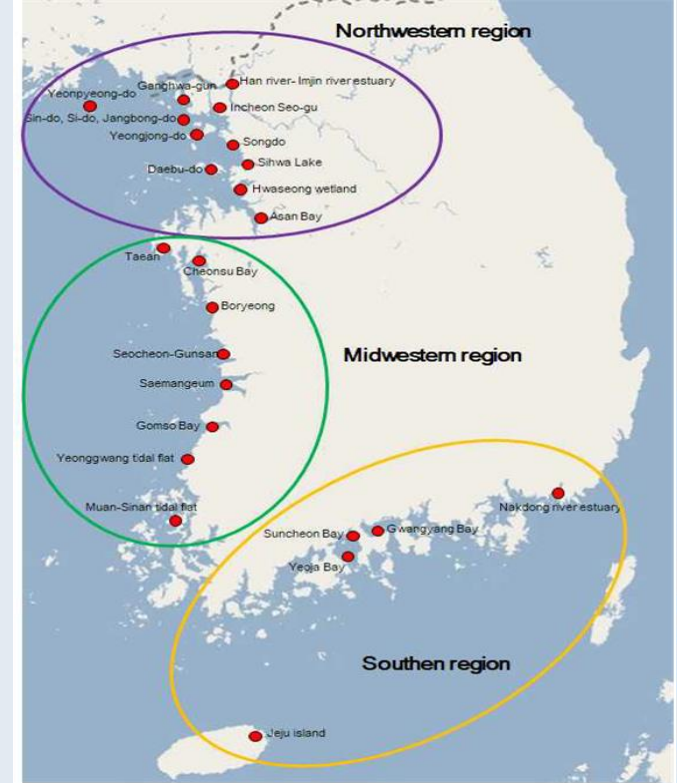 Northwestern region
Han river- Imjin river estuary
Ganghwa-gun
Yeonpyeong-do
Incheon Seo-gu
Sin-do, Si-do, Jangbong-do
Yeongjong-do
Songdo
Sihwa Lake
Daebu-do
Hwaseong wetland
Asan Bay
Taean
Cheonsu Bay
Boryeong
Seocheon-Gunsan
Midwestern region
Saemangeum
Gomso Bay
Yeonggwang tidal flat
Muan-Sinan tidal flat
Nakdong river estuary
Suncheon Bay
Gwangyang Bay
Yeoja Bay
Southen region
Jeju island